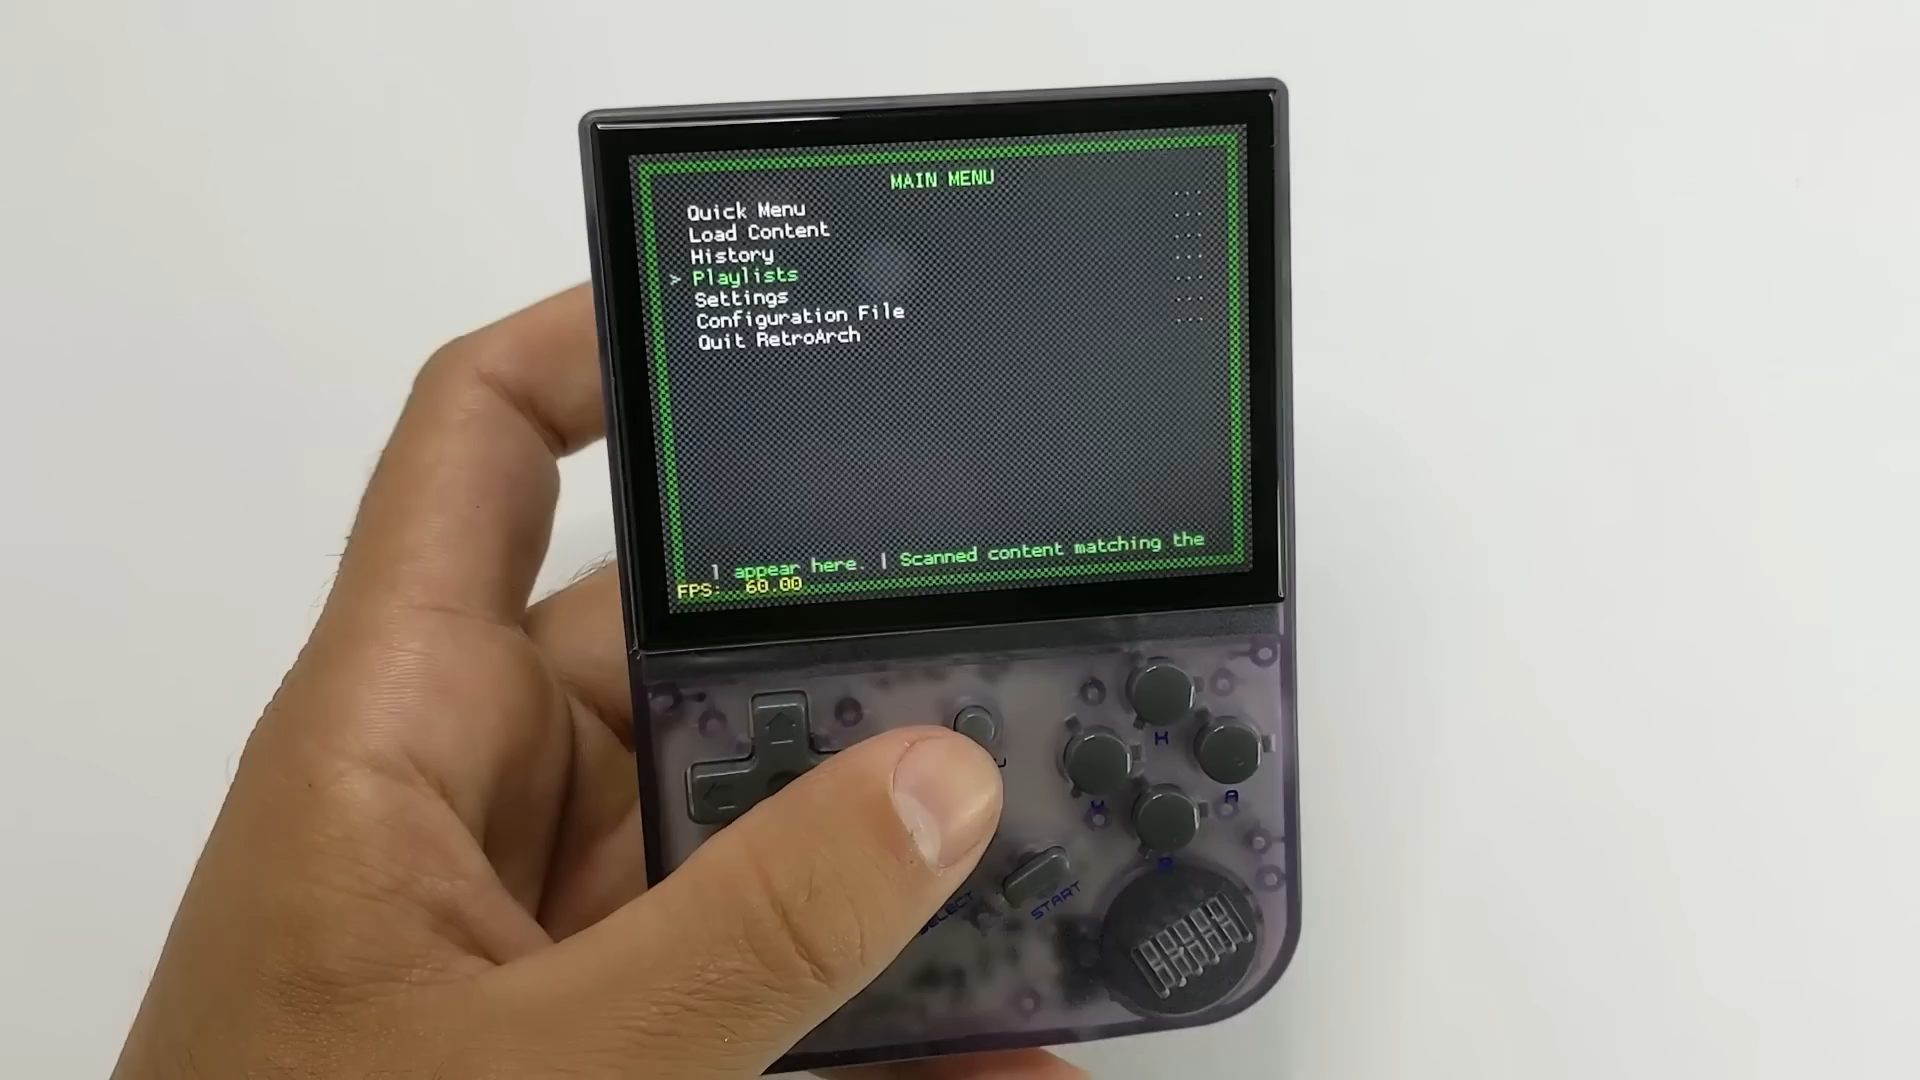 MAIN MENU
Quick Menu ...
Load Content ...
History ...
> Playlists ...
Settings ...
Configuration File ...
Quit RetroArch
l appear here. | Scanned content matching the
FPS: 60.00
X
Y
A
B
START